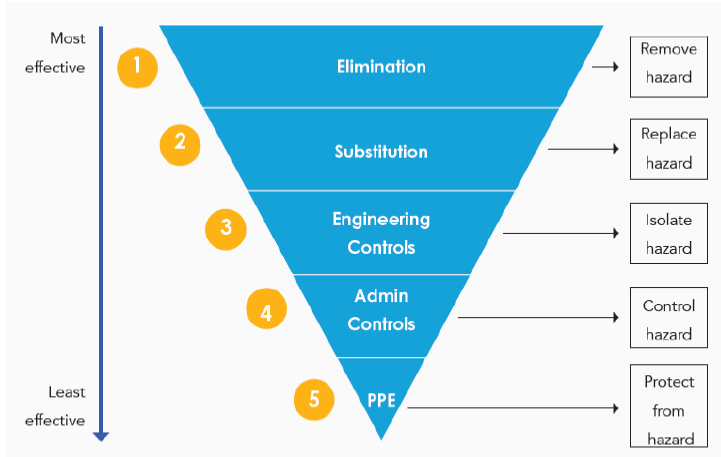 Most
effective
1
Elimination
Remove
hazard
2
Substitution
Replace
hazard
3
Engineering
Controls
Isolate
hazard
4
Admin
Controls
Control
hazard
Least
effective
5
PPE
Protect
from
hazard